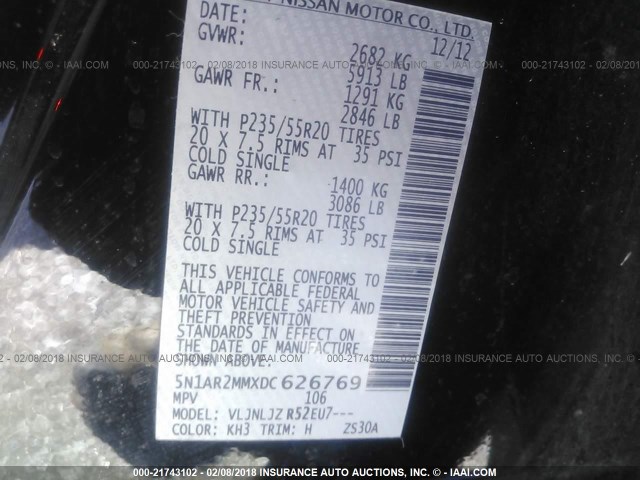 NISSAN MOTOR CO., LTD.
DATE: 12/12
GVWR: 2682 KG
5913 LB
GAWR FR.: 1291 KG
2846 LB
WITH P235/55R20 TIRES
20 X 7.5 RIMS AT 35 PSI
COLD SINGLE
GAWR RR.: 1400 KG
3086 LB
WITH P235/55R20 TIRES
20 X 7.5 RIMS AT 35 PSI
COLD SINGLE
THIS VEHICLE CONFORMS TO
ALL APPLICABLE FEDERAL
MOTOR VEHICLE SAFETY AND
THEFT PREVENTION
STANDARDS IN EFFECT ON
THE DATE OF MANUFACTURE
SHOWN ABOVE.
5N1AR2MMXDC626769
MPV 106
MODEL: VLJNLJZ R52EU7---
COLOR: KH3 TRIM: H ZS30A
000-21743102 - 02/08/2018 INSURANCE AUTO AUCTIONS, INC. - © - IAAI.COM